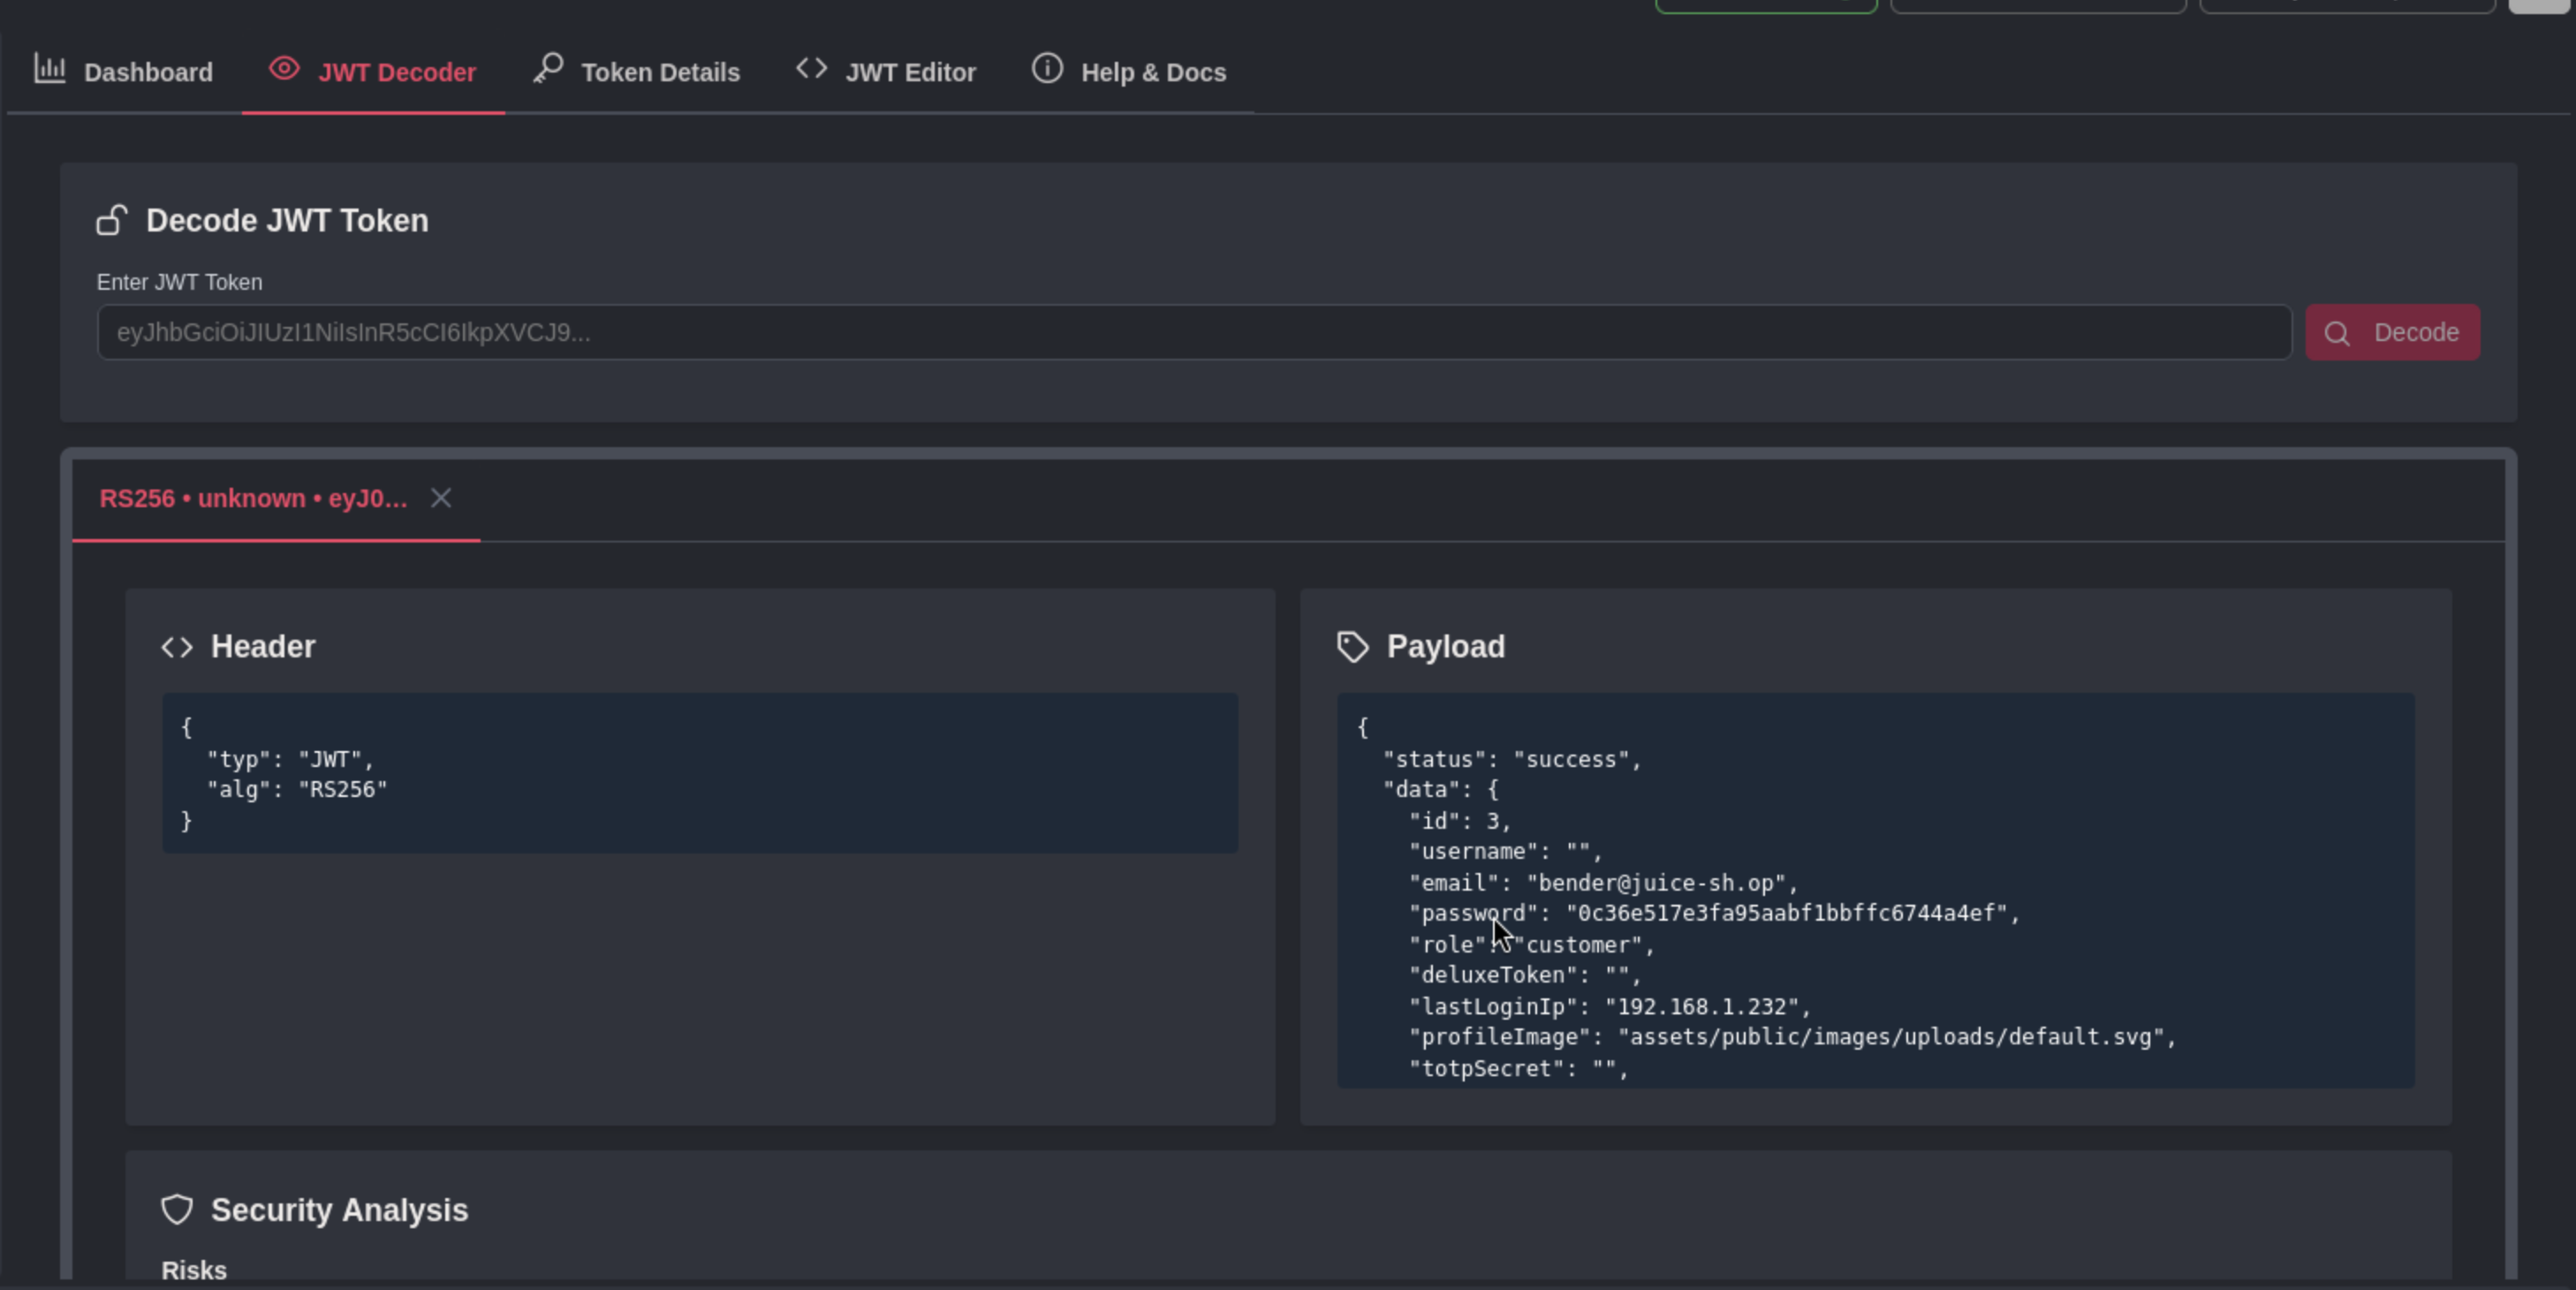 Dashboard JWT Decoder Token Details JWT Editor Help & Docs
Decode JWT Token
Enter JWT Token
eyJhbGciOiJIUzI1NiIsInR5cCI6IkpXVCJ9...
Decode
RS256 • unknown • eyJ0...
Header
{
"typ": "JWT",
"alg": "RS256"
}
Payload
{
"status": "success",
"data": {
"id": 3,
"username": "",
"email": "bender@juice-sh.op",
"password": "0c36e517e3fa95aabf1bbffc6744a4ef",
"role": "customer",
"deluxeToken": "",
"lastLoginIp": "192.168.1.232",
"profileImage": "assets/public/images/uploads/default.svg",
"totpSecret": "",
Security Analysis
Risks